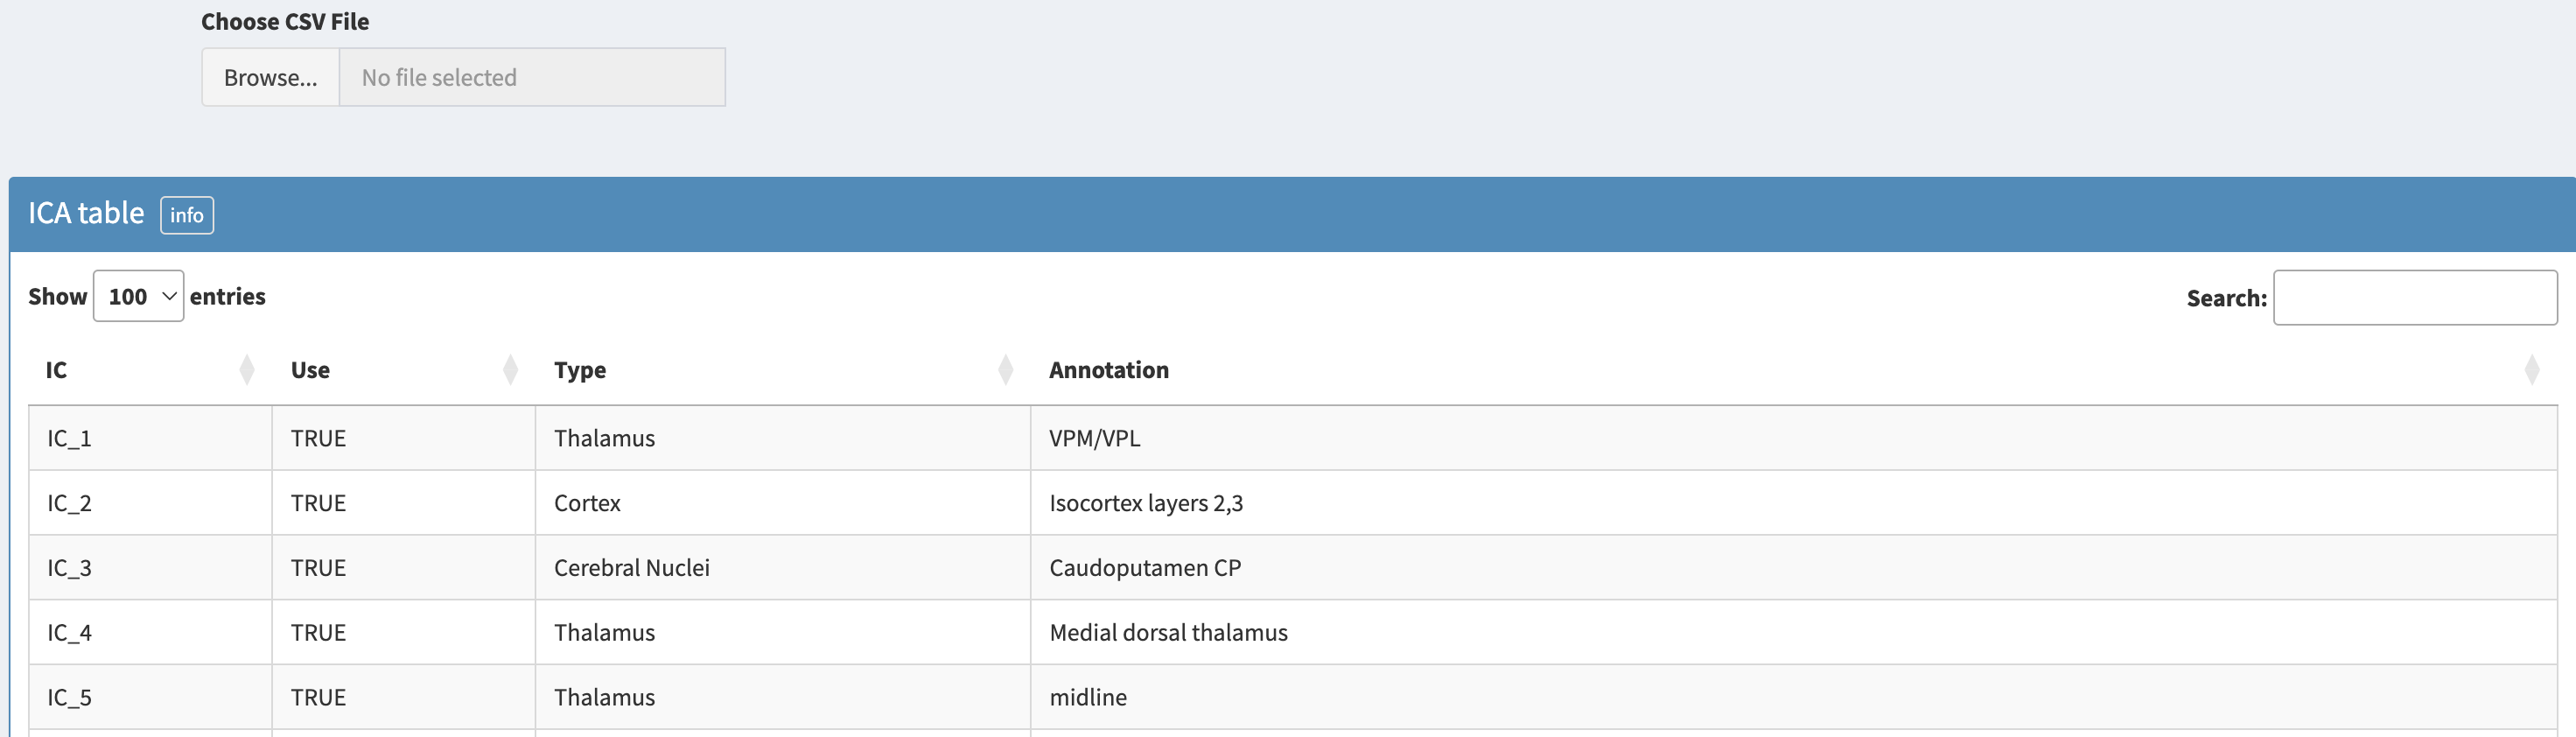 Choose CSV File
Browse... No file selected
ICA table info
Show 100 entries Search:
IC Use Type Annotation
IC_1 TRUE Thalamus VPM/VPL
IC_2 TRUE Cortex Isocortex layers 2,3
IC_3 TRUE Cerebral Nuclei Caudoputamen CP
IC_4 TRUE Thalamus Medial dorsal thalamus
IC_5 TRUE Thalamus midline